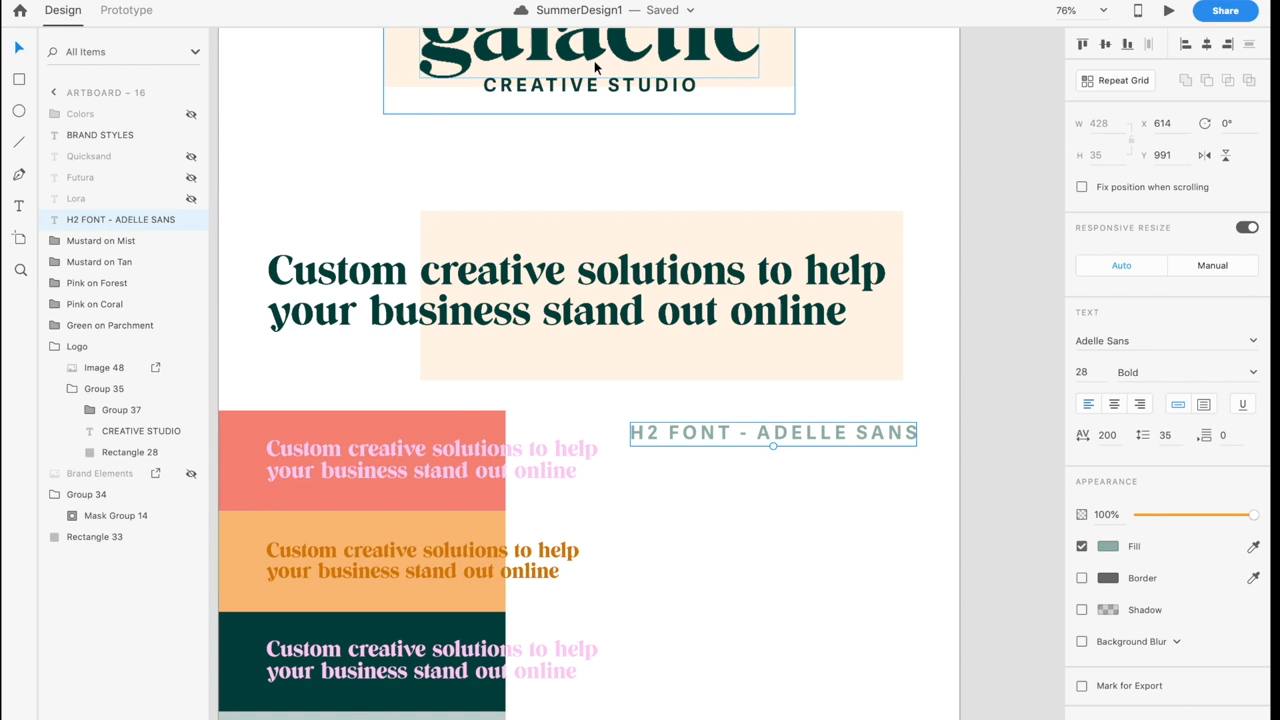 Design
Prototype
SummerDesign1 — Saved
76%
Share
All Items
ARTBOARD – 16
Colors
BRAND STYLES
Quicksand
Futura
Lora
H2 FONT - ADELLE SANS
Mustard on Mist
Mustard on Tan
Pink on Forest
Pink on Coral
Green on Parchment
Logo
Image 48
Group 35
Group 37
CREATIVE STUDIO
Rectangle 28
Brand Elements
Group 34
Mask Group 14
Rectangle 33
galactic
CREATIVE STUDIO
Custom creative solutions to help
your business stand out online
H2 FONT - ADELLE SANS
Custom creative solutions to help
your business stand out online
Custom creative solutions to help
your business stand out online
Custom creative solutions to help
your business stand out online
Repeat Grid
W 428 X 614 0°
H 35 Y 991
Fix position when scrolling
RESPONSIVE RESIZE
Auto Manual
TEXT
Adelle Sans
28 Bold
U
AV 200 35 0
APPEARANCE
100%
Fill
Border
Shadow
Background Blur
Mark for Export